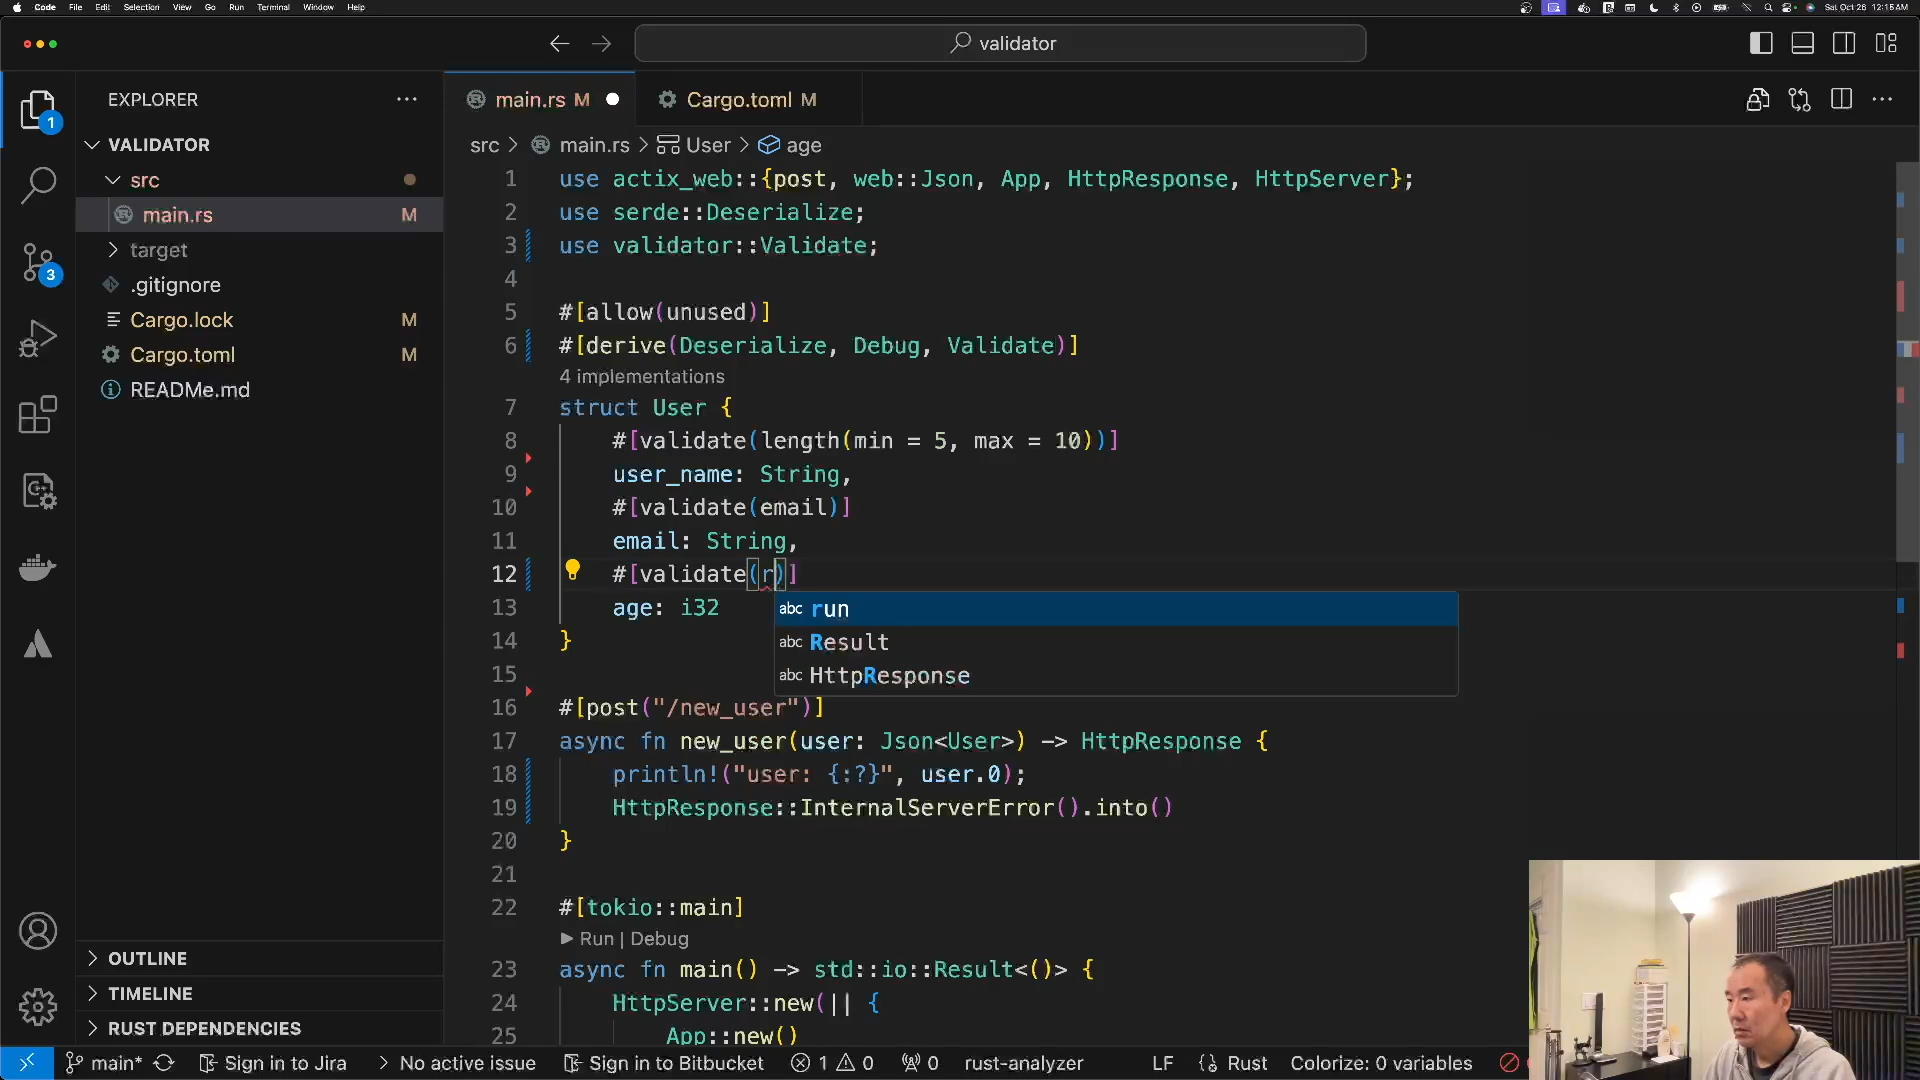 Code File Edit Selection View Go Run Terminal Window Help Sat Oct 26 12:15 AM
validator
EXPLORER
main.rs M
Cargo.toml M
VALIDATOR
src
main.rs M
target
.gitignore
Cargo.lock M
Cargo.toml M
READMe.md
1
3
src > main.rs > User > age
1 use actix_web::{post, web::Json, App, HttpResponse, HttpServer};
2 use serde::Deserialize;
3 use validator::Validate;
4
5 #[allow(unused)]
6 #[derive(Deserialize, Debug, Validate)]
4 implementations
7 struct User {
8 #[validate(length(min = 5, max = 10))]
9 user_name: String,
10 #[validate(email)]
11 email: String,
12 #[validate(r)]
13 age: i32
abc run
abc Result
abc HttpResponse
14 }
15
16 #[post("/new_user")]
17 async fn new_user(user: Json<User>) -> HttpResponse {
18 println!("user: {:?}", user.0);
19 HttpResponse::InternalServerError().into()
20 }
21
22 #[tokio::main]
Run | Debug
23 async fn main() -> std::io::Result<()> {
24 HttpServer::new(|| {
25 App::new()
OUTLINE
TIMELINE
RUST DEPENDENCIES
main* Sign in to Jira No active issue Sign in to Bitbucket 1 0 0 rust-analyzer LF Rust Colorize: 0 variables